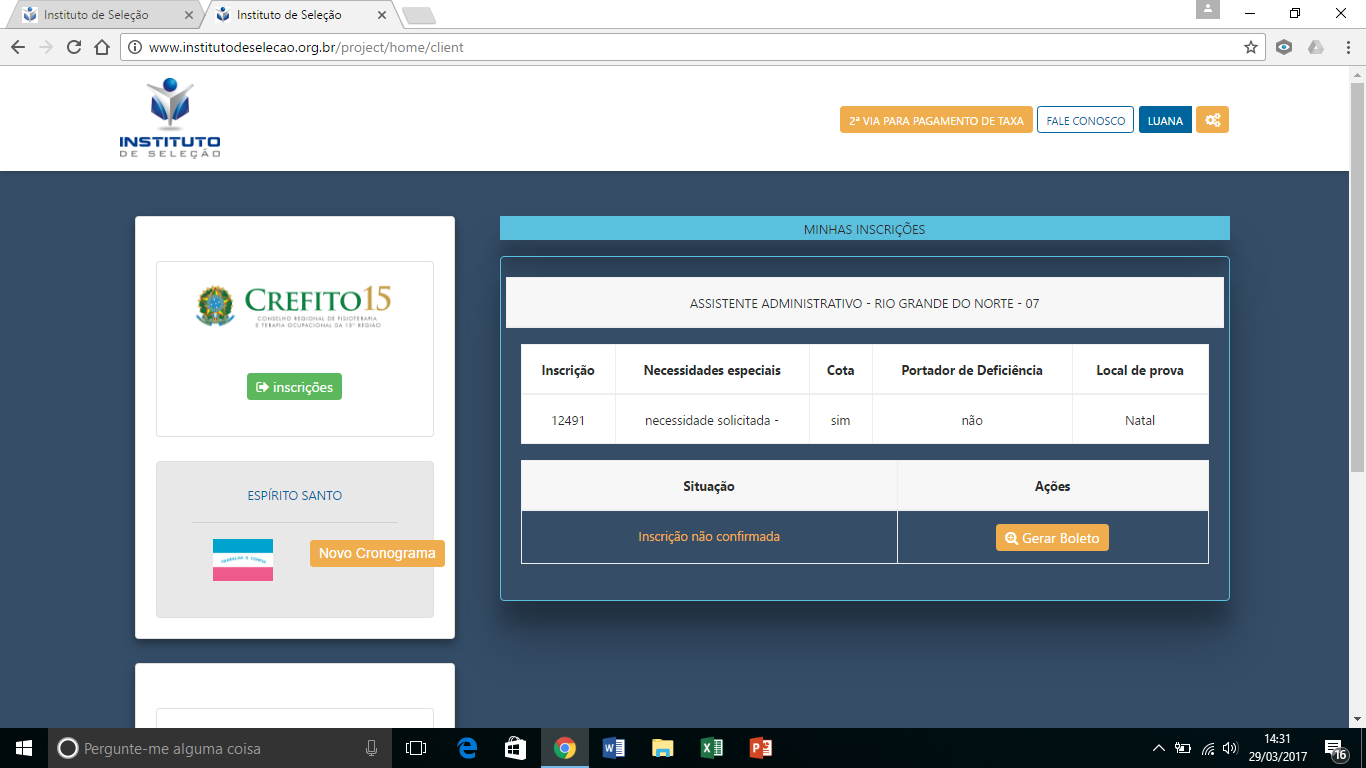 Instituto de Seleção
Instituto de Seleção
www.institutodeselecao.org.br/project/home/client
INSTITUTO
DE SELEÇÃO
2ª VIA PARA PAGAMENTO DE TAXA
FALE CONOSCO
LUANA
CREFITO15
CONSELHO REGIONAL DE FISIOTERAPIA
E TERAPIA OCUPACIONAL DA 15ª REGIÃO
inscrições
ESPÍRITO SANTO
TRABALHA E CONFIA
Novo Cronograma
MINHAS INSCRIÇÕES
ASSISTENTE ADMINISTRATIVO - RIO GRANDE DO NORTE - 07
Inscrição Necessidades especiais Cota Portador de Deficiência Local de prova
12491 necessidade solicitada - sim não Natal
Situação Ações
Inscrição não confirmada Gerar Boleto
Pergunte-me alguma coisa
14:31
29/03/2017
16